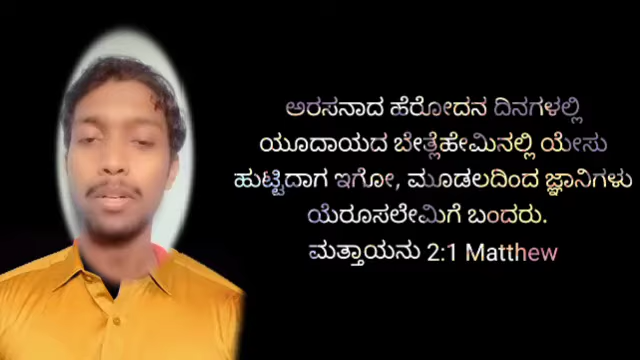 ಅರಸನಾದ ಹೆರೋದನ ದಿನಗಳಲ್ಲಿ
ಯೂದಾಯದ ಬೇತ್ಲೆಹೇಮಿನಲ್ಲಿ ಯೇಸು
ಹುಟ್ಟಿದಾಗ ಇಗೋ, ಮೂಡಲದಿಂದ ಜ್ಞಾನಿಗಳು
ಯೆರೂಸಲೇಮಿಗೆ ಬಂದರು.
ಮತ್ತಾಯನು 2:1 Matthew